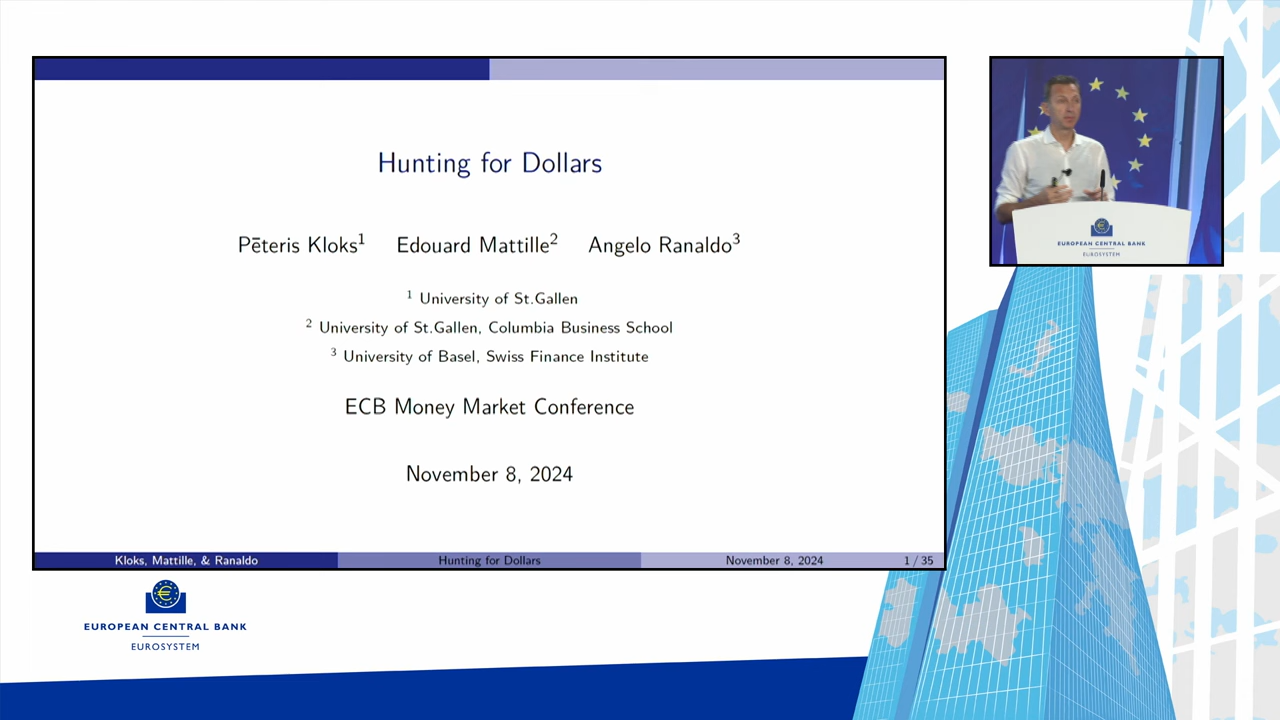 Hunting for Dollars
Pēteris Kloks1 Edouard Mattille2 Angelo Ranaldo3
1 University of St.Gallen
2 University of St.Gallen, Columbia Business School
3 University of Basel, Swiss Finance Institute
ECB Money Market Conference
November 8, 2024
Kloks, Mattille, & Ranaldo Hunting for Dollars November 8, 2024 1 / 35
EUROPEAN CENTRAL BANK
EUROSYSTEM
EUROPEAN CENTRAL BANK
EUROSYSTEM